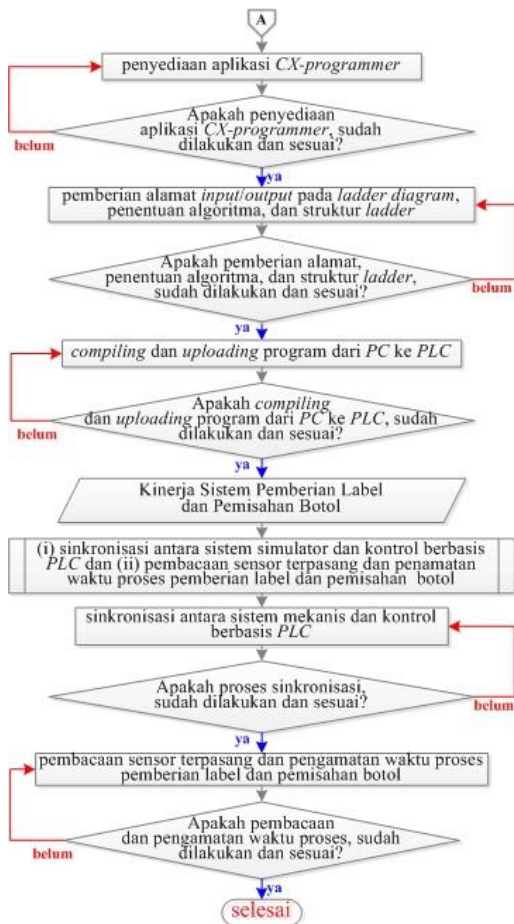 A
penyediaan aplikasi CX-programmer
Apakah penyediaan
aplikasi CX-programmer, sudah
dilakukan dan sesuai?
belum
ya
pemberian alamat input/output pada ladder diagram,
penentuan algoritma, dan struktur ladder
Apakah pemberian alamat,
penentuan algoritma, dan struktur ladder,
sudah dilakukan dan sesuai?
belum
ya
compiling dan uploading program dari PC ke PLC
Apakah compiling
dan uploading program dari PC ke PLC, sudah
dilakukan dan sesuai?
belum
ya
Kinerja Sistem Pemberian Label
dan Pemisahan Botol
(i) sinkronisasi antara sistem simulator dan kontrol berbasis
PLC dan (ii) pembacaan sensor terpasang dan penamatan
waktu proses pemberian label dan pemisahan botol
sinkronisasi antara sistem mekanis dan kontrol
berbasis PLC
Apakah proses sinkronisasi,
sudah dilakukan dan sesuai?
belum
ya
pembacaan sensor terpasang dan pengamatan waktu proses
pemberian label dan pemisahan botol
Apakah pembacaan
dan pengamatan waktu proses, sudah
dilakukan dan sesuai?
belum
ya
selesai